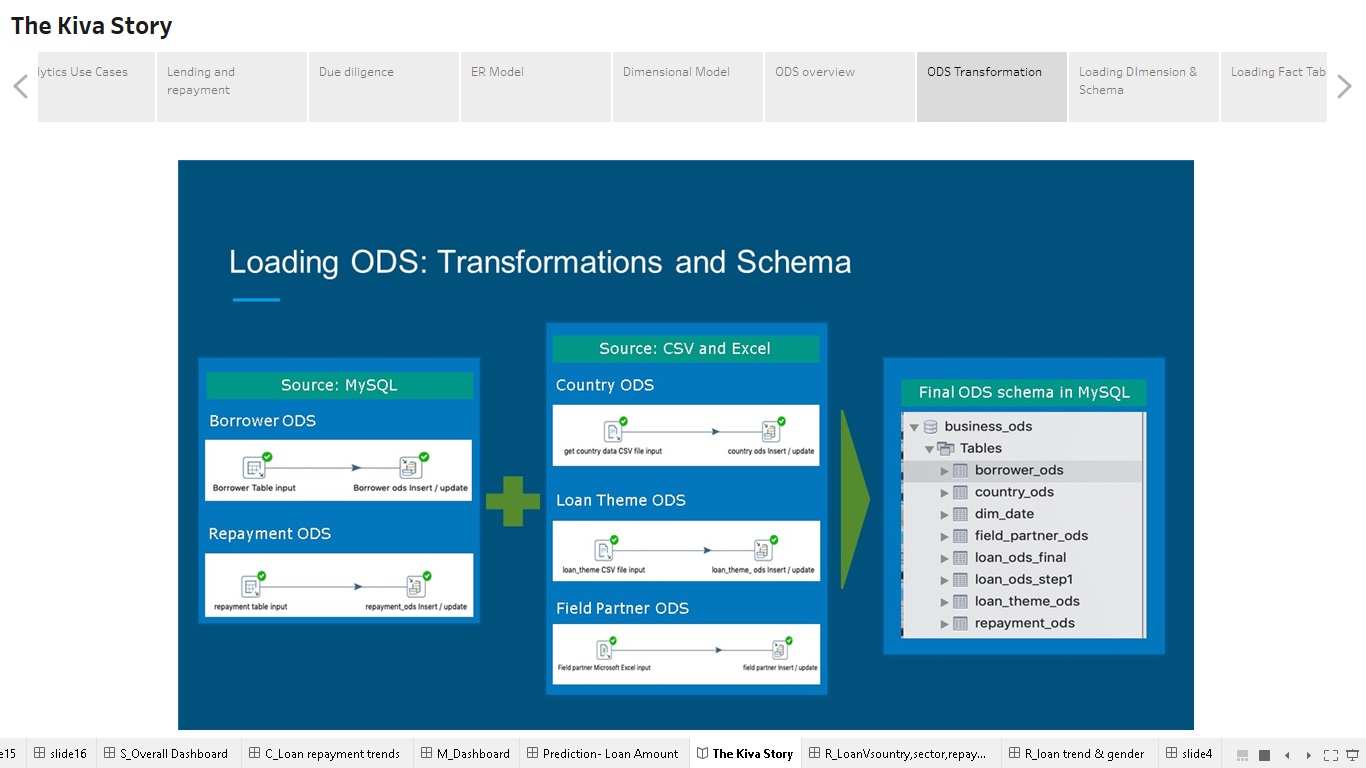 The Kiva Story
lytics Use Cases
Lending and
repayment
Due diligence
ER Model
Dimensional Model
ODS overview
ODS Transformation
Loading DImension &
Schema
Loading Fact Tab
Loading ODS: Transformations and Schema
Source: MySQL
Borrower ODS
Borrower Table input
Borrower ods Insert / update
Repayment ODS
repayment table input
repayment_ods Insert / update
Source: CSV and Excel
Country ODS
get country data CSV file input
country ods Insert / update
Loan Theme ODS
loan_theme CSV file input
loan_theme_ ods Insert / update
Field Partner ODS
Field partner Microsoft Excel input
field partner Insert / update
Final ODS schema in MySQL
business_ods
Tables
borrower_ods
country_ods
dim_date
field_partner_ods
loan_ods_final
loan_ods_step1
loan_theme_ods
repayment_ods
e15
slide16
S_Overall Dashboard
C_Loan repayment trends
M_Dashboard
Prediction- Loan Amount
The Kiva Story
R_LoanVsountry,sector,repay...
R_loan trend & gender
slide4